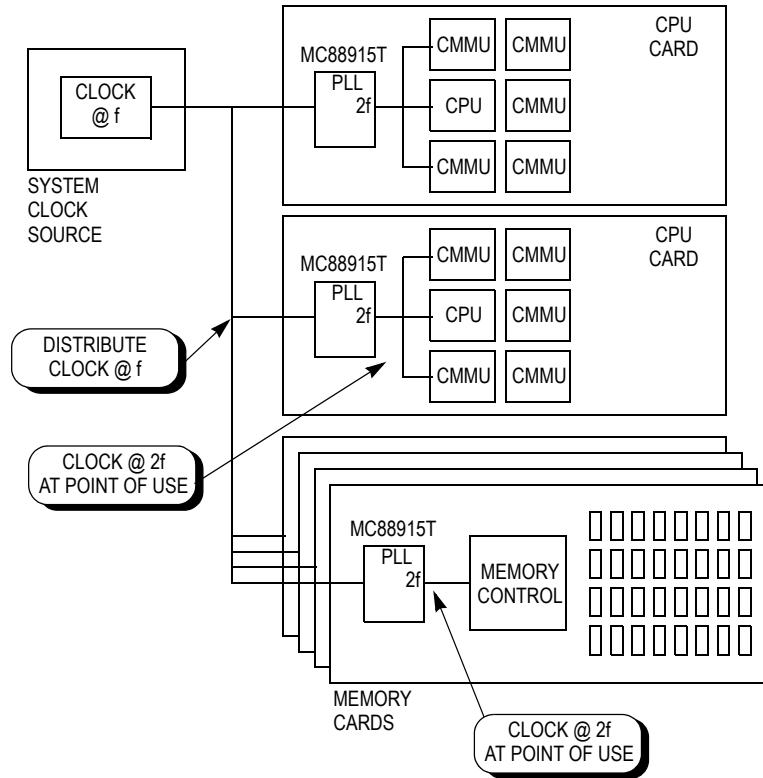 CPU
CARD
MC88915T
CMMU CMMU
CLOCK
@ f
PLL
2f
CPU CMMU
CMMU CMMU
SYSTEM
CLOCK
SOURCE
CPU
CARD
MC88915T
CMMU CMMU
PLL
2f
CPU CMMU
CMMU CMMU
DISTRIBUTE
CLOCK @ f
CLOCK @ 2f
AT POINT OF USE
MC88915T
PLL
2f
MEMORY
CONTROL
MEMORY
CARDS
CLOCK @ 2f
AT POINT OF USE